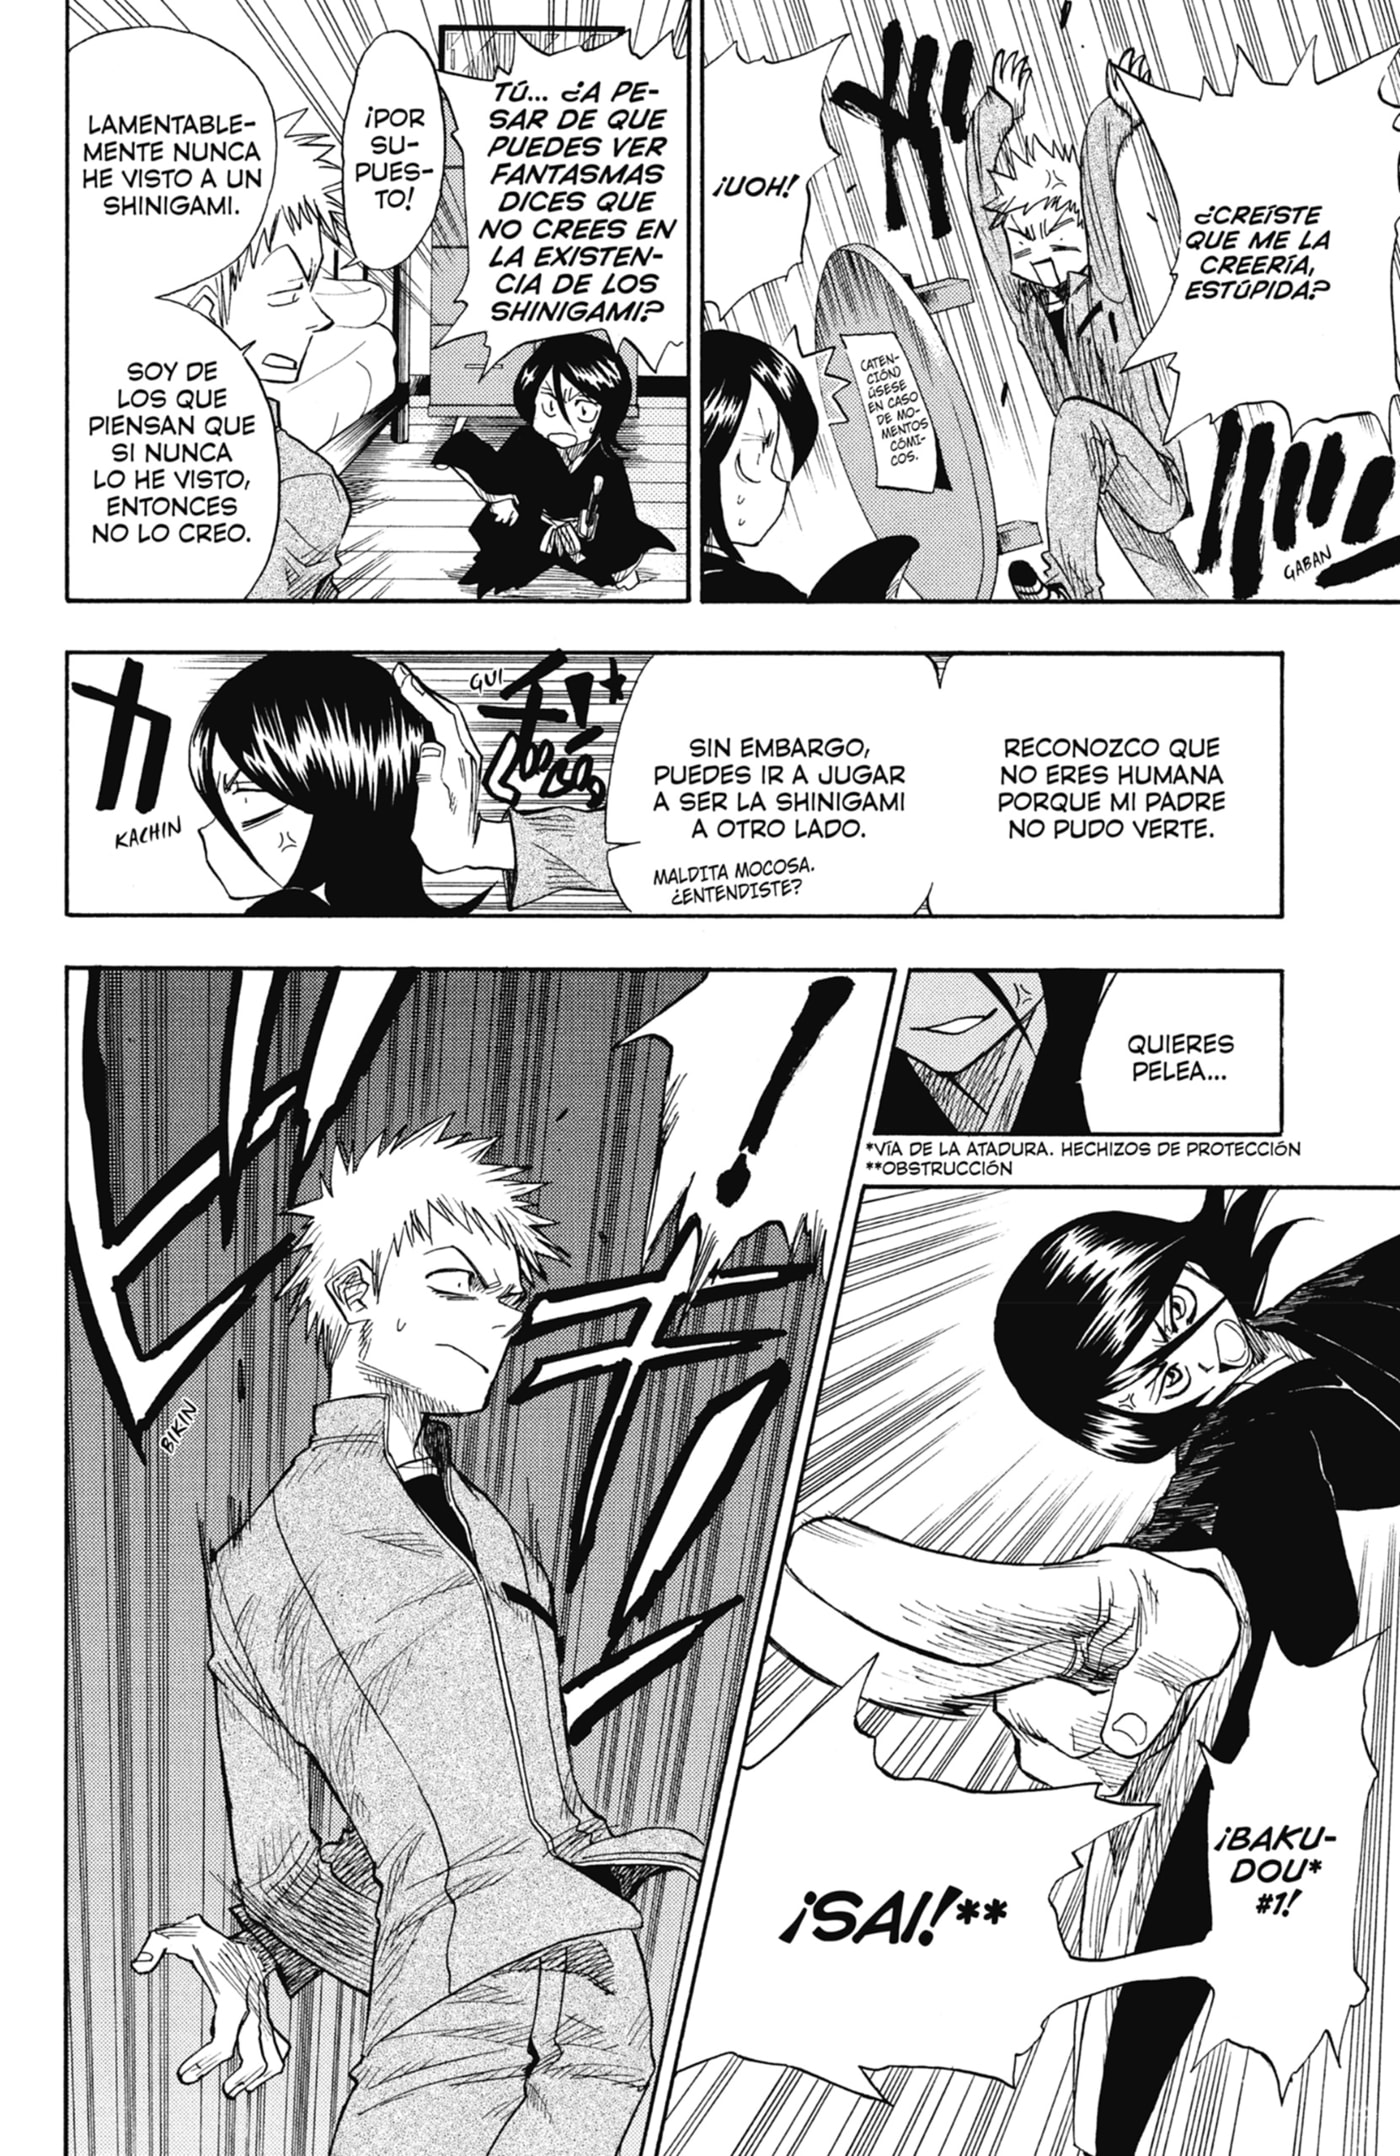 ¿CREÍSTE
QUE ME LA
CREERÍA,
ESTÚPIDA?
GABAN
¡UOH!
(ATEN-
CIÓN)
ÚSESE
EN CASO
DE MO-
MENTOS
CÓMI-
COS.
TÚ... ¿A PE-
SAR DE QUE
PUEDES VER
FANTASMAS
DICES QUE
NO CREES EN
LA EXISTEN-
CIA DE LOS
SHINIGAMI?
¡POR
SU-
PUES-
TO!
LAMENTABLE-
MENTE NUNCA
HE VISTO A UN
SHINIGAMI.
SOY DE
LOS QUE
PIENSAN QUE
SI NUNCA
LO HE VISTO,
ENTONCES
NO LO CREO.
RECONOZCO QUE
NO ERES HUMANA
PORQUE MI PADRE
NO PUDO VERTE.
SIN EMBARGO,
PUEDES IR A JUGAR
A SER LA SHINIGAMI
A OTRO LADO.
MALDITA MOCOSA.
¿ENTENDISTE?
GUI
KACHIN
QUIERES
PELEA...
*VÍA DE LA ATADURA. HECHIZOS DE PROTECCIÓN
**OBSTRUCCIÓN
¡BAKU-
DOU*
#1!
¡SAI!**
BIKIN